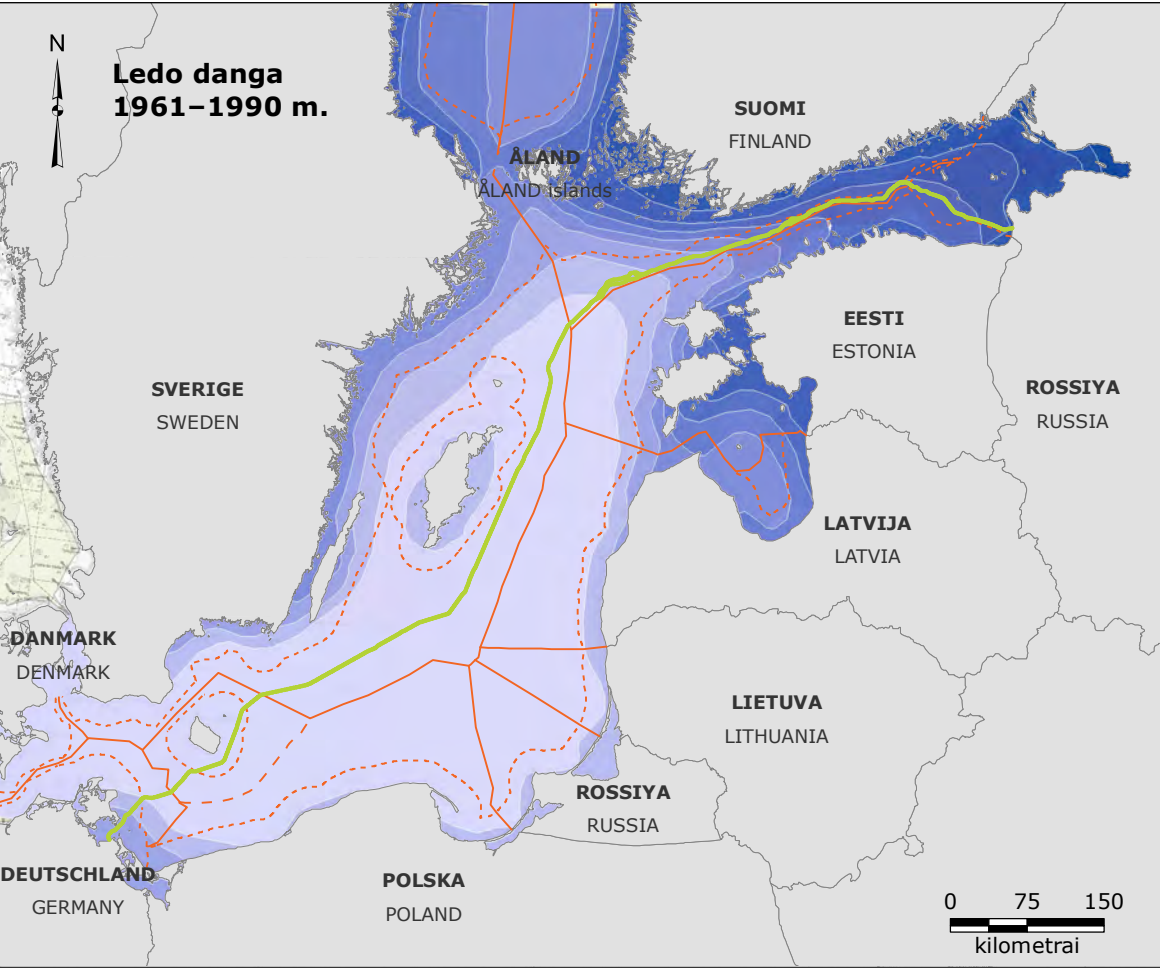 N
Ledo danga
1961–1990 m.
SUOMI
FINLAND
ÅLAND
ÅLAND islands
EESTI
ESTONIA
ROSSIYA
RUSSIA
SVERIGE
SWEDEN
LATVIJA
LATVIA
DANMARK
DENMARK
LIETUVA
LITHUANIA
ROSSIYA
RUSSIA
DEUTSCHLAND
GERMANY
POLSKA
POLAND
0 75 150
kilometrai